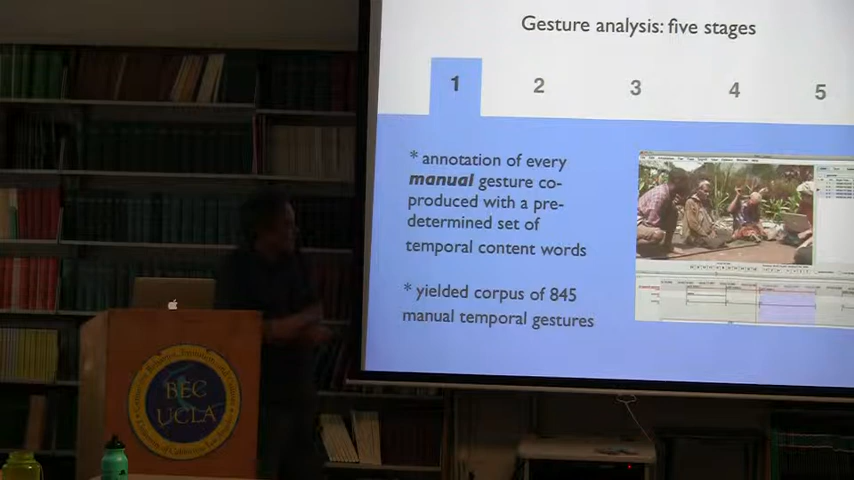 Gesture analysis: five stages
1 2 3 4 5
* annotation of every
manual gesture co-
produced with a pre-
determined set of
temporal content words
* yielded corpus of 845
manual temporal gestures
BEC
UCLA